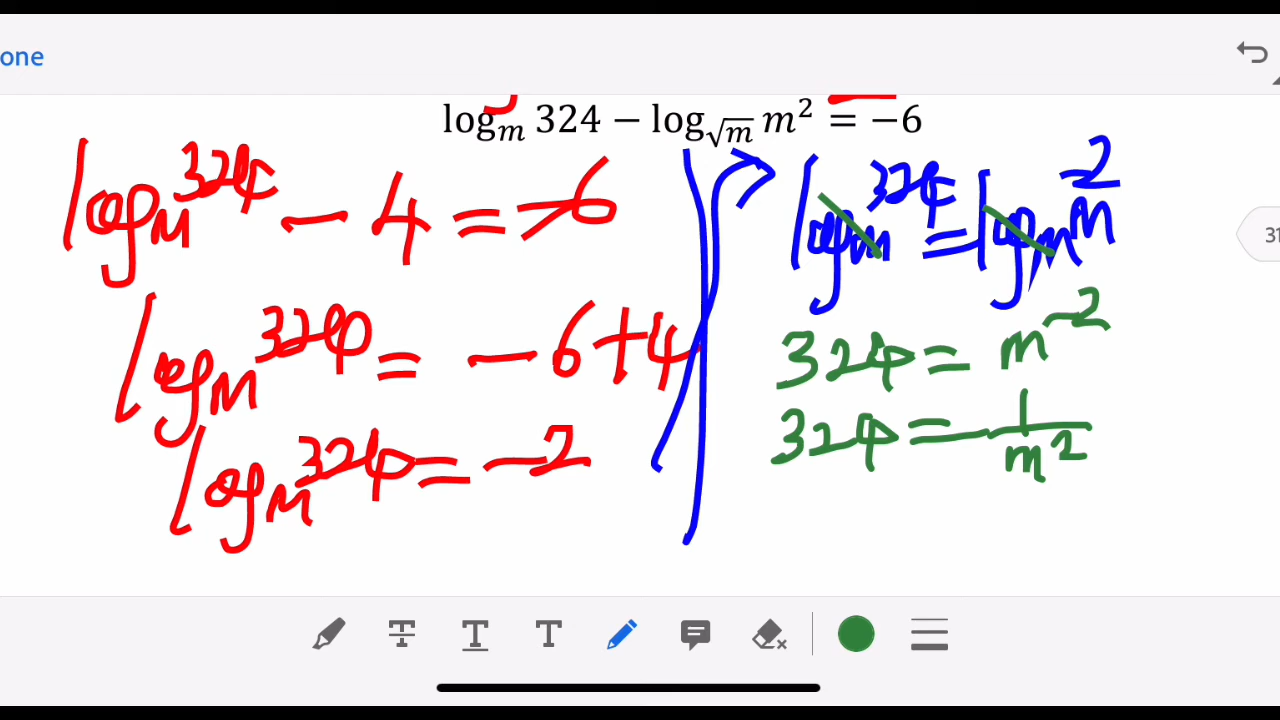 one
log_m 324 − log_√m m² = −6
log_m 324 − 4 = −6
log_m 324 = −6+4
log_m 324 = −2
log_m 324 = log_m m⁻²
324 = m⁻²
324 = 1/m²
31